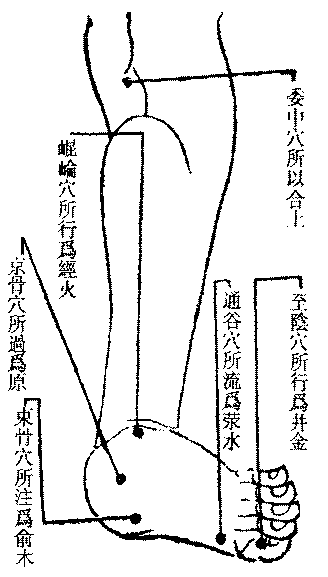 委中穴所以合土
崐崘穴所行爲經火
至陰穴所行爲井金
通谷穴所流爲滎水
京骨穴所過爲原
束骨穴所注爲俞木